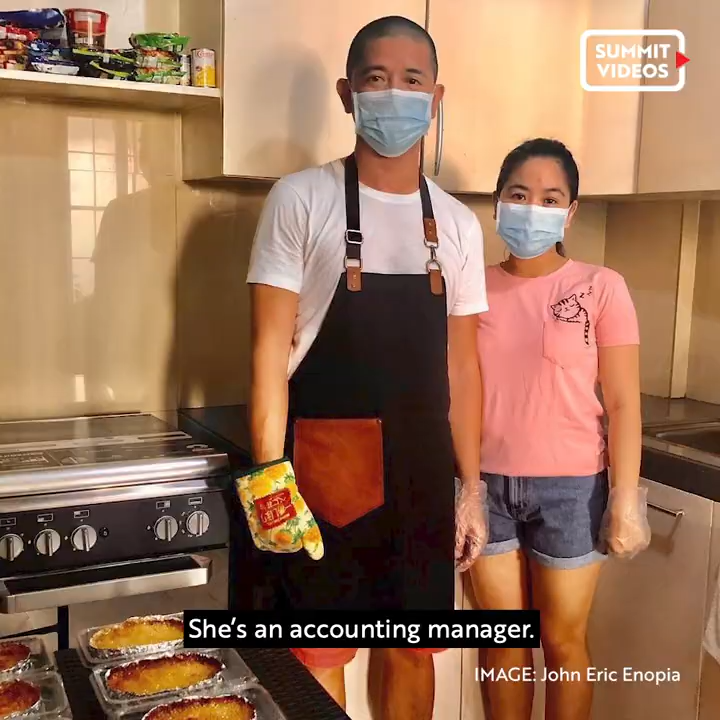 SUMMIT
VIDEOS
She's an accounting manager.
IMAGE: John Eric Enopia